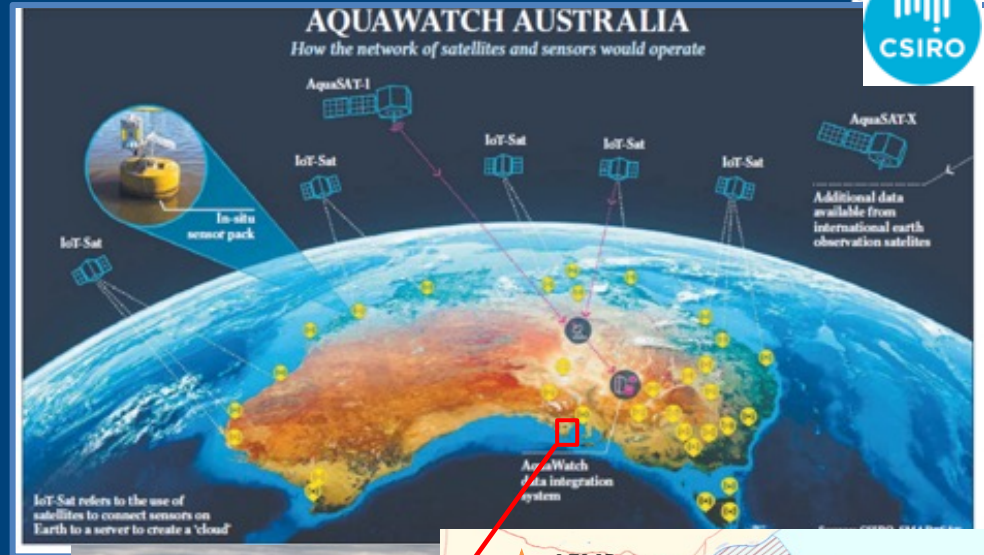 AQUAWATCH AUSTRALIA
How the network of satellites and sensors would operate
CSIRO
AquaSAT-1
AquaSAT-X
IoT-Sat
IoT-Sat
IoT-Sat
IoT-Sat
IoT-Sat
In-situ
sensor pack
Additional data
available from
international earth
observation satelites
AquaWatch
data integration
system
IoT-Sat refers to the use of
satellites to connect sensors on
Earth to a server to create a 'cloud'